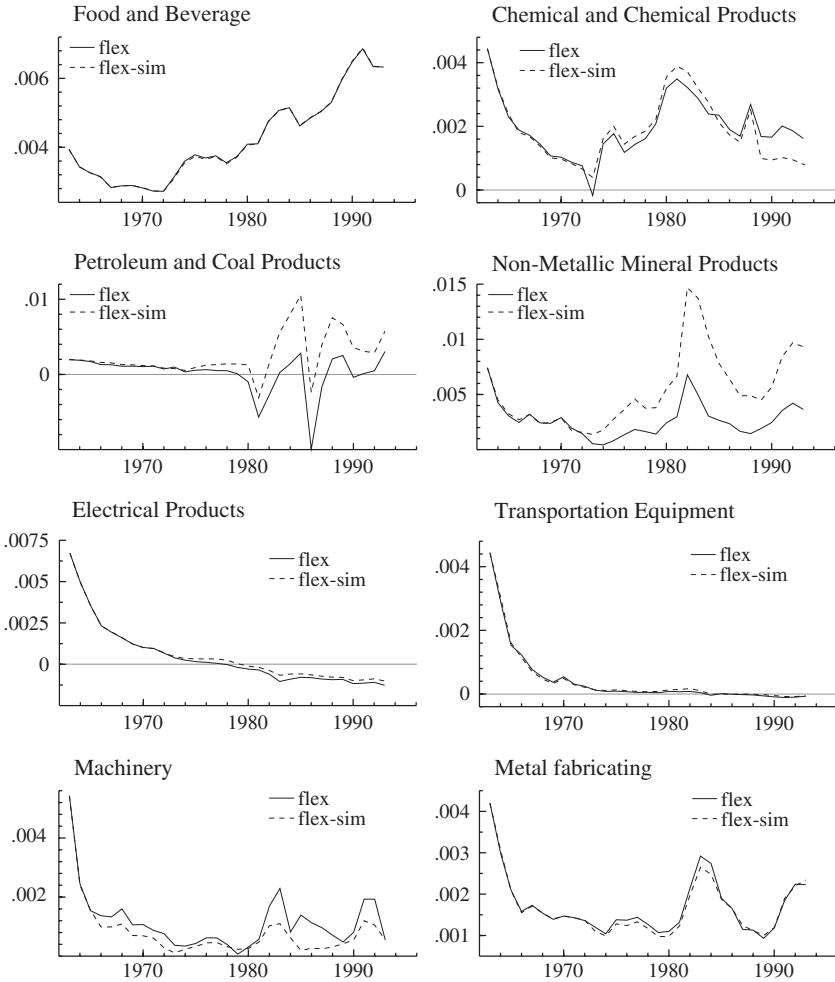 Food and Beverage
flex
flex-sim
.006
.004
1970 1980 1990
Chemical and Chemical Products
flex
flex-sim
.004
.002
0
1970 1980 1990
Petroleum and Coal Products
flex
flex-sim
.01
0
1970 1980 1990
Non-Metallic Mineral Products
flex
flex-sim
.015
.01
.005
1970 1980 1990
Electrical Products
flex
flex-sim
.0075
.005
.0025
0
1970 1980 1990
Transportation Equipment
flex
flex-sim
.004
.002
0
1970 1980 1990
Machinery
flex
flex-sim
.004
.002
1970 1980 1990
Metal fabricating
flex
flex-sim
.004
.003
.002
.001
1970 1980 1990